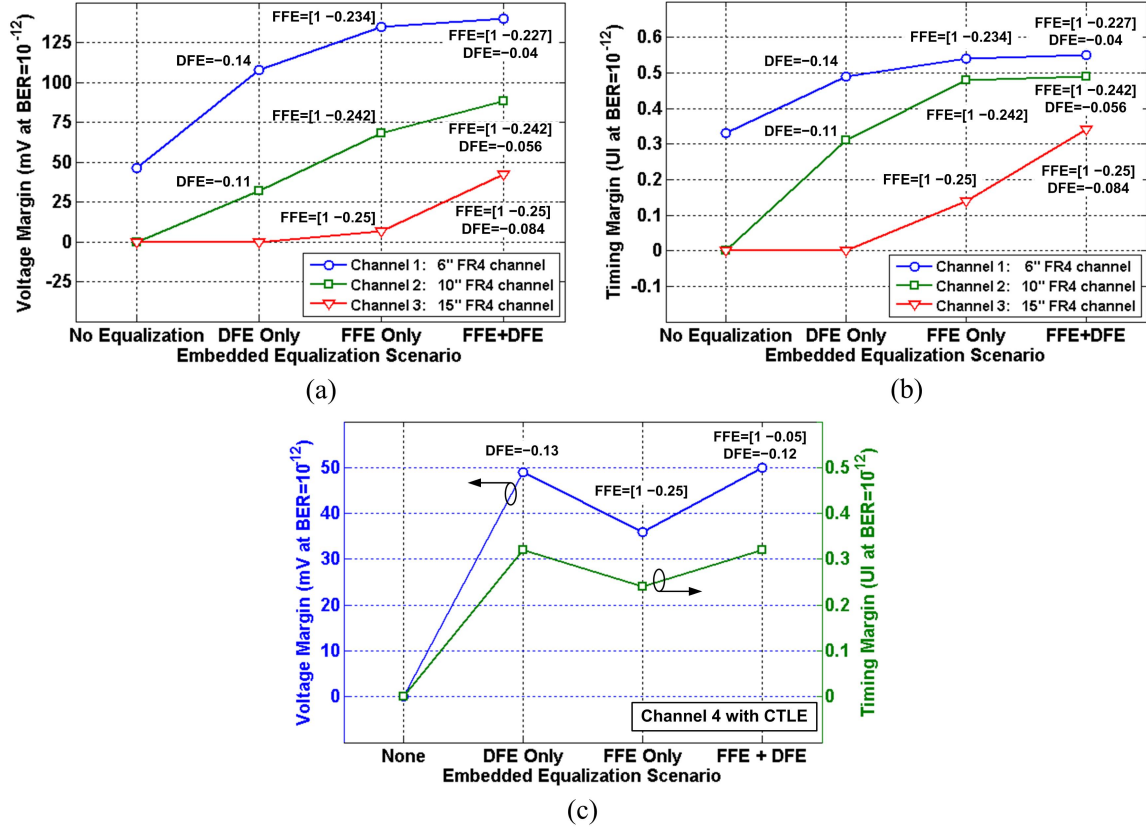 Voltage Margin (mV at BER=10-12)
125
100
75
50
25
0
-25
FFE=[1 −0.234]
FFE=[1 −0.227]
DFE=−0.04
DFE=−0.14
FFE=[1 −0.242]
FFE=[1 −0.242]
DFE=−0.056
DFE=−0.11
FFE=[1 −0.25]
FFE=[1 −0.25]
DFE=−0.084
Channel 1: 6'' FR4 channel
Channel 2: 10'' FR4 channel
Channel 3: 15'' FR4 channel
No Equalization DFE Only FFE Only FFE+DFE
Embedded Equalization Scenario
(a)
Timing Margin (UI at BER=10-12)
0.6
0.5
0.4
0.3
0.2
0.1
0
-0.1
FFE=[1 −0.234]
FFE=[1 −0.227]
DFE=−0.04
DFE=−0.14
FFE=[1 −0.242]
DFE=−0.056
DFE=−0.11
FFE=[1 −0.242]
FFE=[1 −0.25]
FFE=[1 −0.25]
DFE=−0.084
Channel 1: 6'' FR4 channel
Channel 2: 10'' FR4 channel
Channel 3: 15'' FR4 channel
No Equalization DFE Only FFE Only FFE+DFE
Embedded Equalization Scenario
(b)
Voltage Margin (mV at BER=10-12)
50
40
30
20
10
0
DFE=−0.13
FFE=[1 −0.05]
DFE=−0.12
FFE=[1 −0.25]
Channel 4 with CTLE
0.5
0.4
0.3
0.2
0.1
0
Timing Margin (UI at BER=10-12)
None DFE Only FFE Only FFE + DFE
Embedded Equalization Scenario
(c)